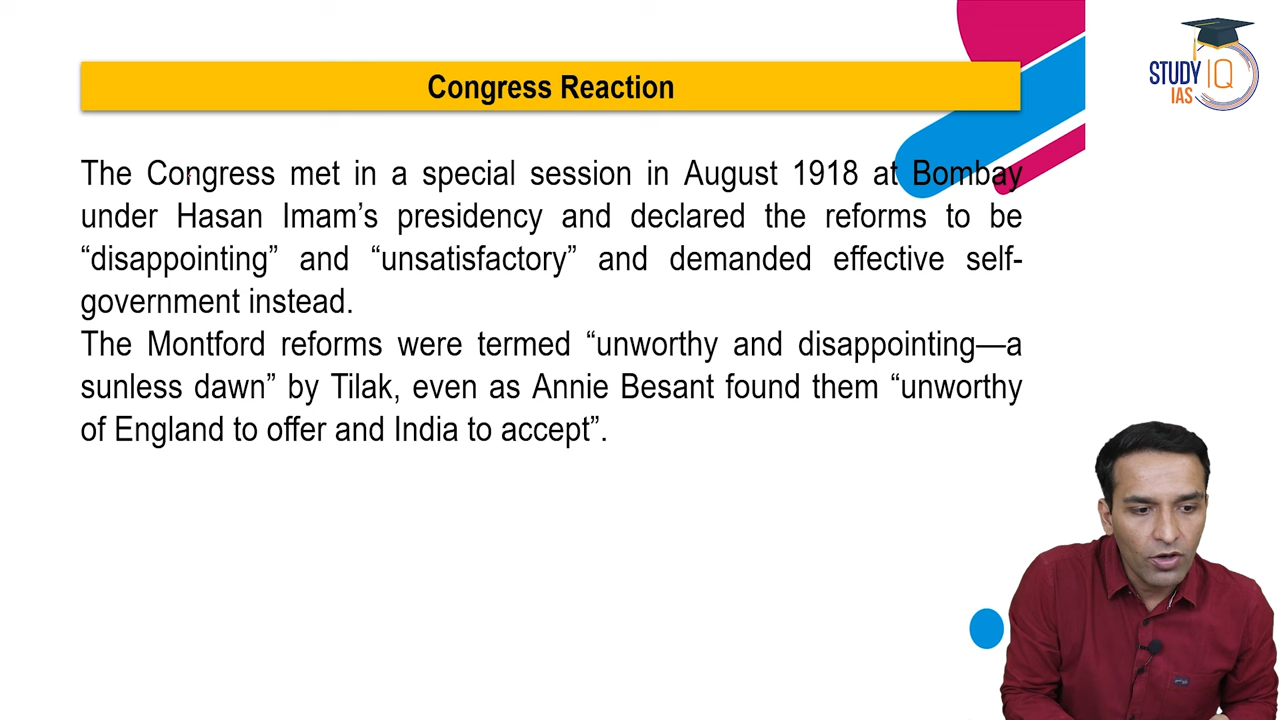 Congress Reaction
STUDY IQ
IAS
The Congress met in a special session in August 1918 at Bombay
under Hasan Imam’s presidency and declared the reforms to be
“disappointing” and “unsatisfactory” and demanded effective self-
government instead.
The Montford reforms were termed “unworthy and disappointing—a
sunless dawn” by Tilak, even as Annie Besant found them “unworthy
of England to offer and India to accept”.